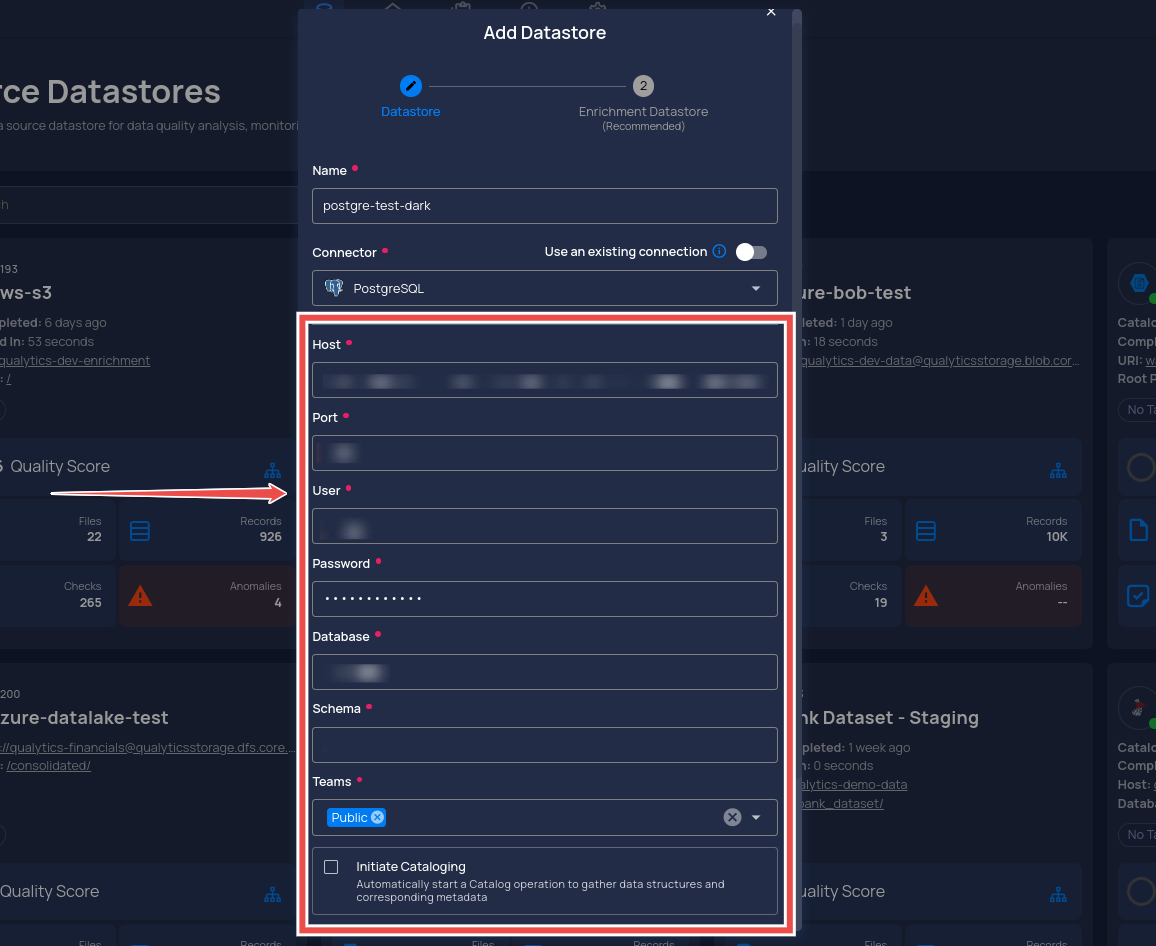 Add Datastore
2
Datastore
Enrichment Datastore
(Recommended)
rce Datastores
a source datastore for data quality analysis, monitori
Name
postgre-test-dark
Connector
Use an existing connection
PostgreSQL
Host
Port
User
Password
Database
Schema
Teams
Public
Initiate Cataloging
Automatically start a Catalog operation to gather data structures and
corresponding metadata
193
ws-s3
pleted: 6 days ago
d In: 53 seconds
qualytics-dev-enrichment
: /
Quality Score
Files
22
Records
926
Checks
265
Anomalies
4
200
zure-datalake-test
://qualytics-financials@qualyticsstorage.dfs.core...
: /consolidated/
Quality Score
Files
Records
Files
Records
ure-bob-test
leted: 1 day ago
n: 18 seconds
qualytics-dev-data@qualyticsstorage.blob.cor...
uality Score
Files
3
Records
10K
Checks
19
Anomalies
--
nk Dataset - Staging
pleted: 1 week ago
n: 0 seconds
alytics-demo-data
bank_dataset/
uality Score
Files
Records
Catalo
Compl
URI: w
Root P
No Ta
Catalo
Compl
Host:
Databa
No Ta